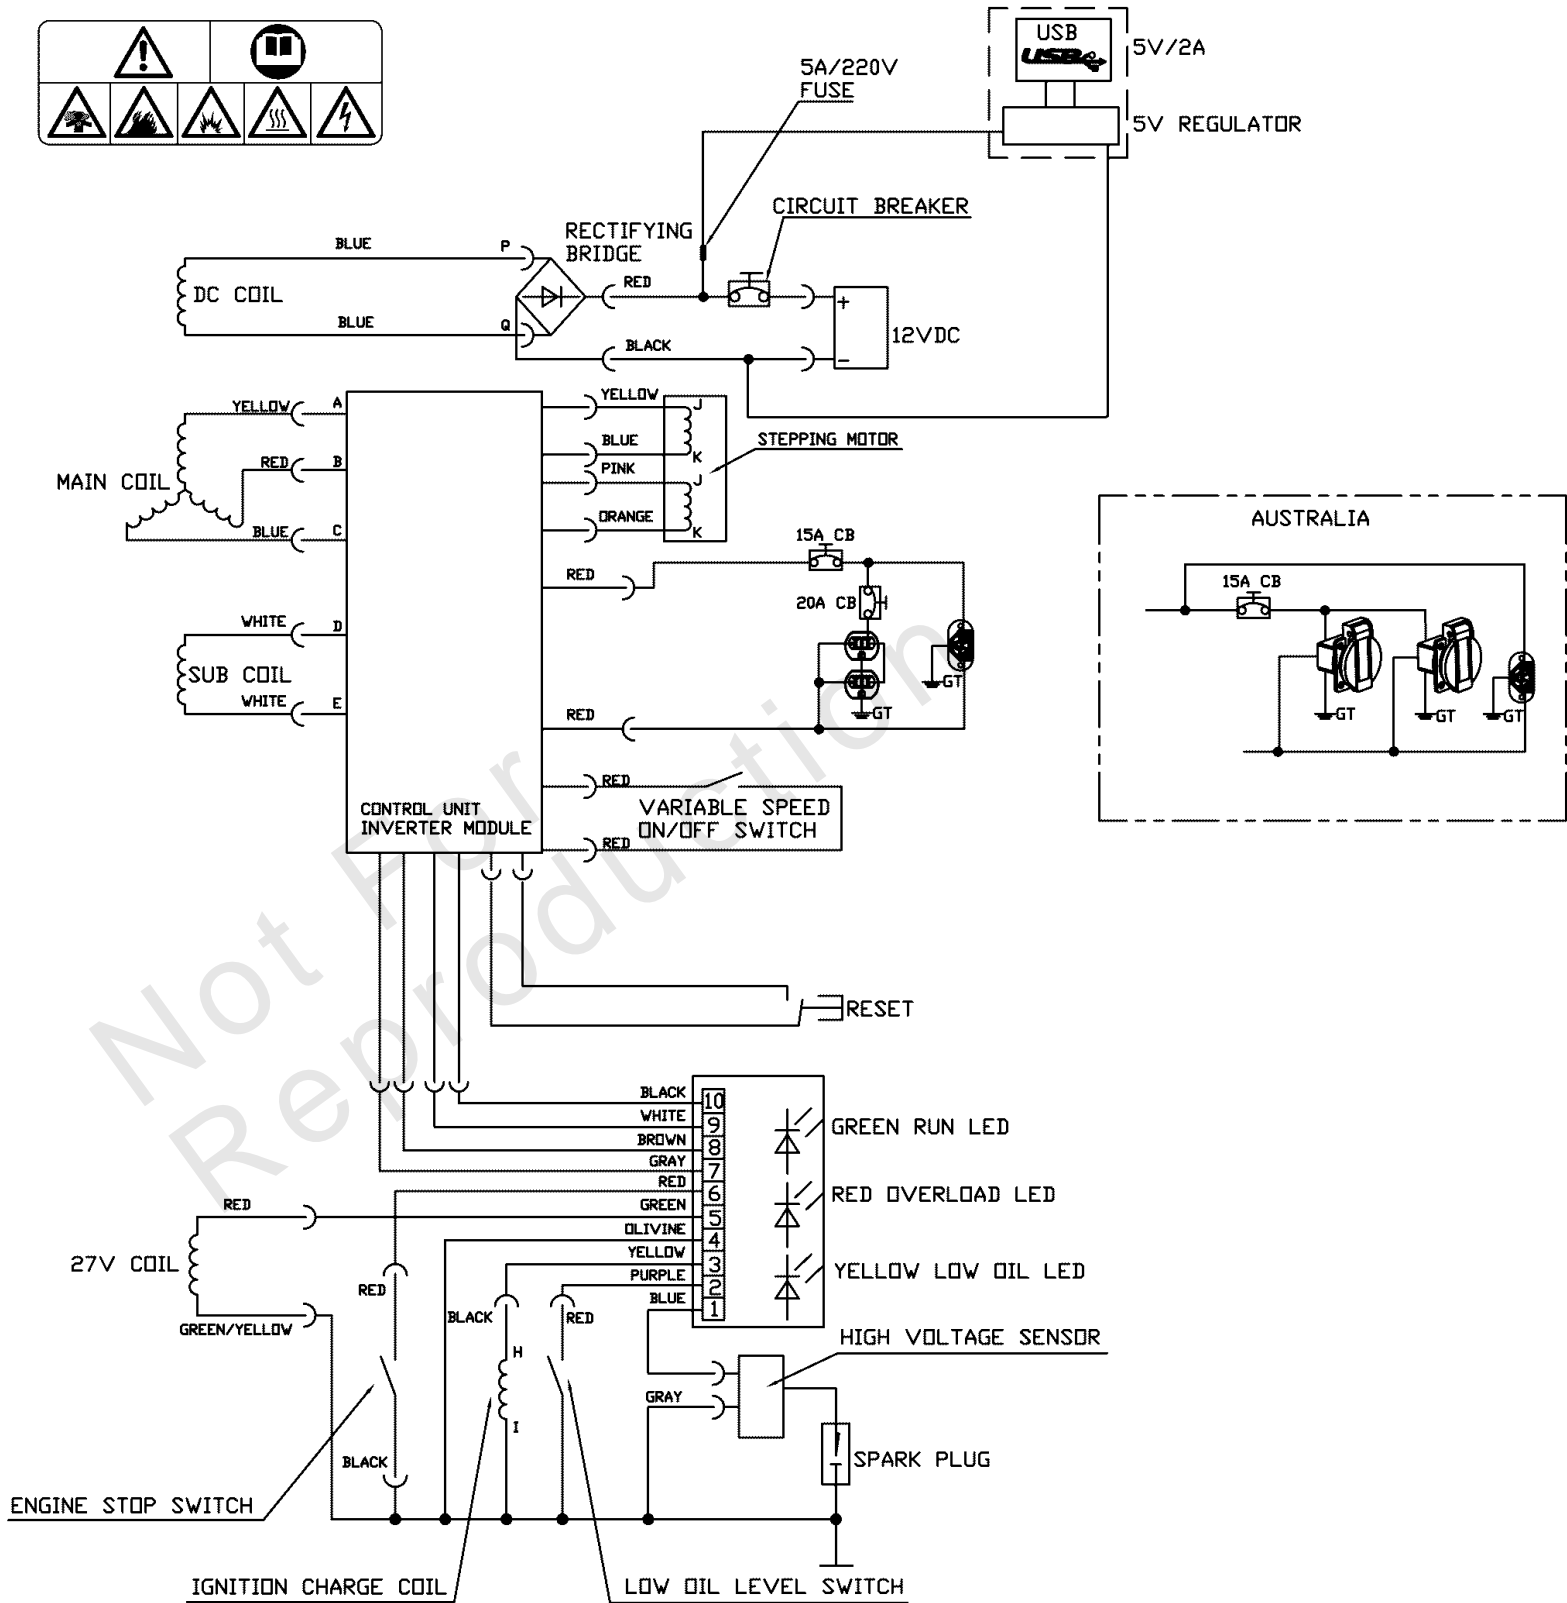 USB
USB
5V/2A
5A/220V
FUSE
5V REGULATOR
CIRCUIT BREAKER
RECTIFYING
BRIDGE
BLUE
P
RED
DC COIL
+
12VDC
BLUE
Q
BLACK
-
YELLOW
A
YELLOW
J
BLUE
K
STEPPING MOTOR
RED
B
PINK
J
MAIN COIL
ORANGE
K
BLUE
C
AUSTRALIA
15A CB
RED
15A CB
20A CB
WHITE
D
SUB COIL
GT
WHITE
E
RED
GT
GT
GT
GT
RED
CONTROL UNIT
INVERTER MODULE
VARIABLE SPEED
ON/OFF SWITCH
RED
Not For
Reproduction
RESET
BLACK
10
WHITE
9
GREEN RUN LED
BROWN
8
GRAY
7
RED
6
RED OVERLOAD LED
RED
GREEN
5
OLIVINE
4
27V COIL
YELLOW
3
YELLOW LOW OIL LED
PURPLE
2
RED
BLUE
1
BLACK
RED
GREEN/YELLOW
HIGH VOLTAGE SENSOR
H
GRAY
I
BLACK
SPARK PLUG
ENGINE STOP SWITCH
IGNITION CHARGE COIL
LOW OIL LEVEL SWITCH